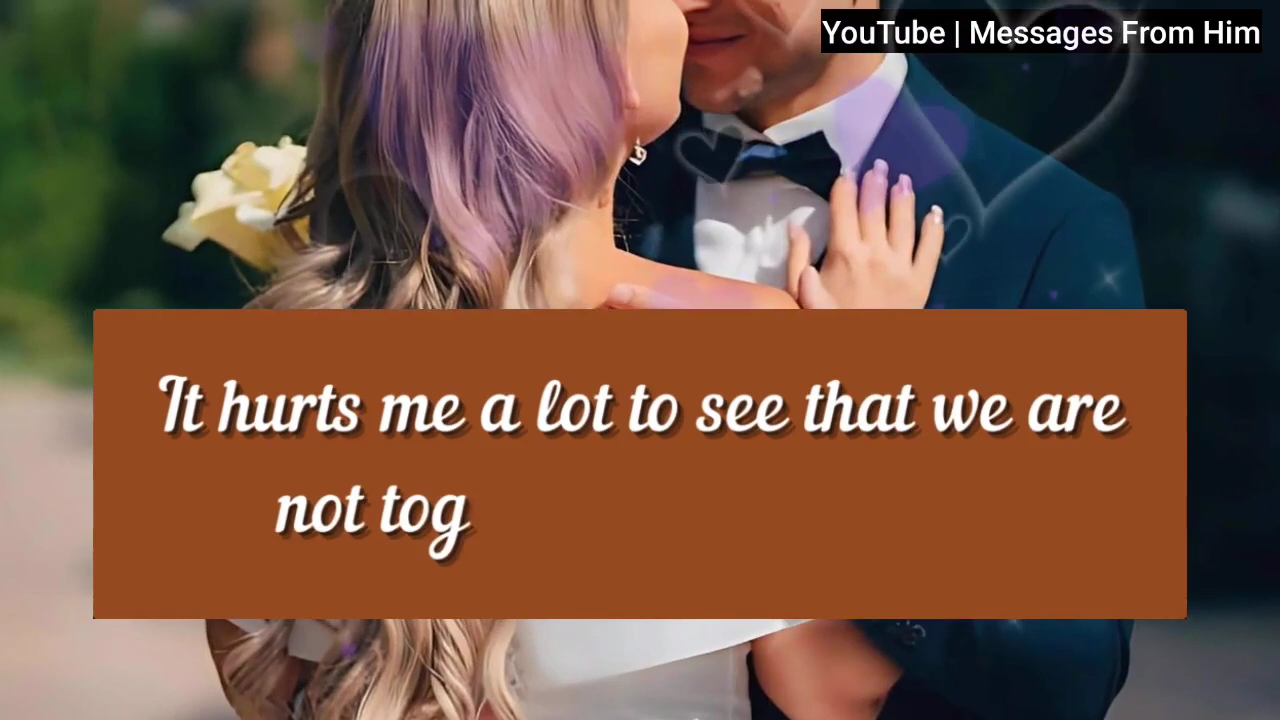 YouTube | Messages From Him
It hurts me a lot to see that we are
not tog